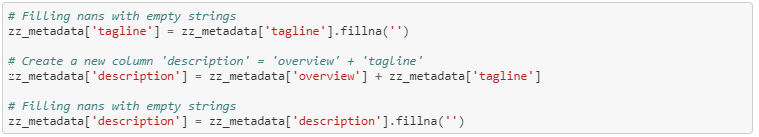 # Filling nans with empty strings
zz_metadata['tagline'] = zz_metadata['tagline'].fillna('')
# Create a new column 'description' = 'overview' + 'tagline'
zz_metadata['description'] = zz_metadata['overview'] + zz_metadata['tagline']
# Filling nans with empty strings
zz_metadata['description'] = zz_metadata['description'].fillna('')